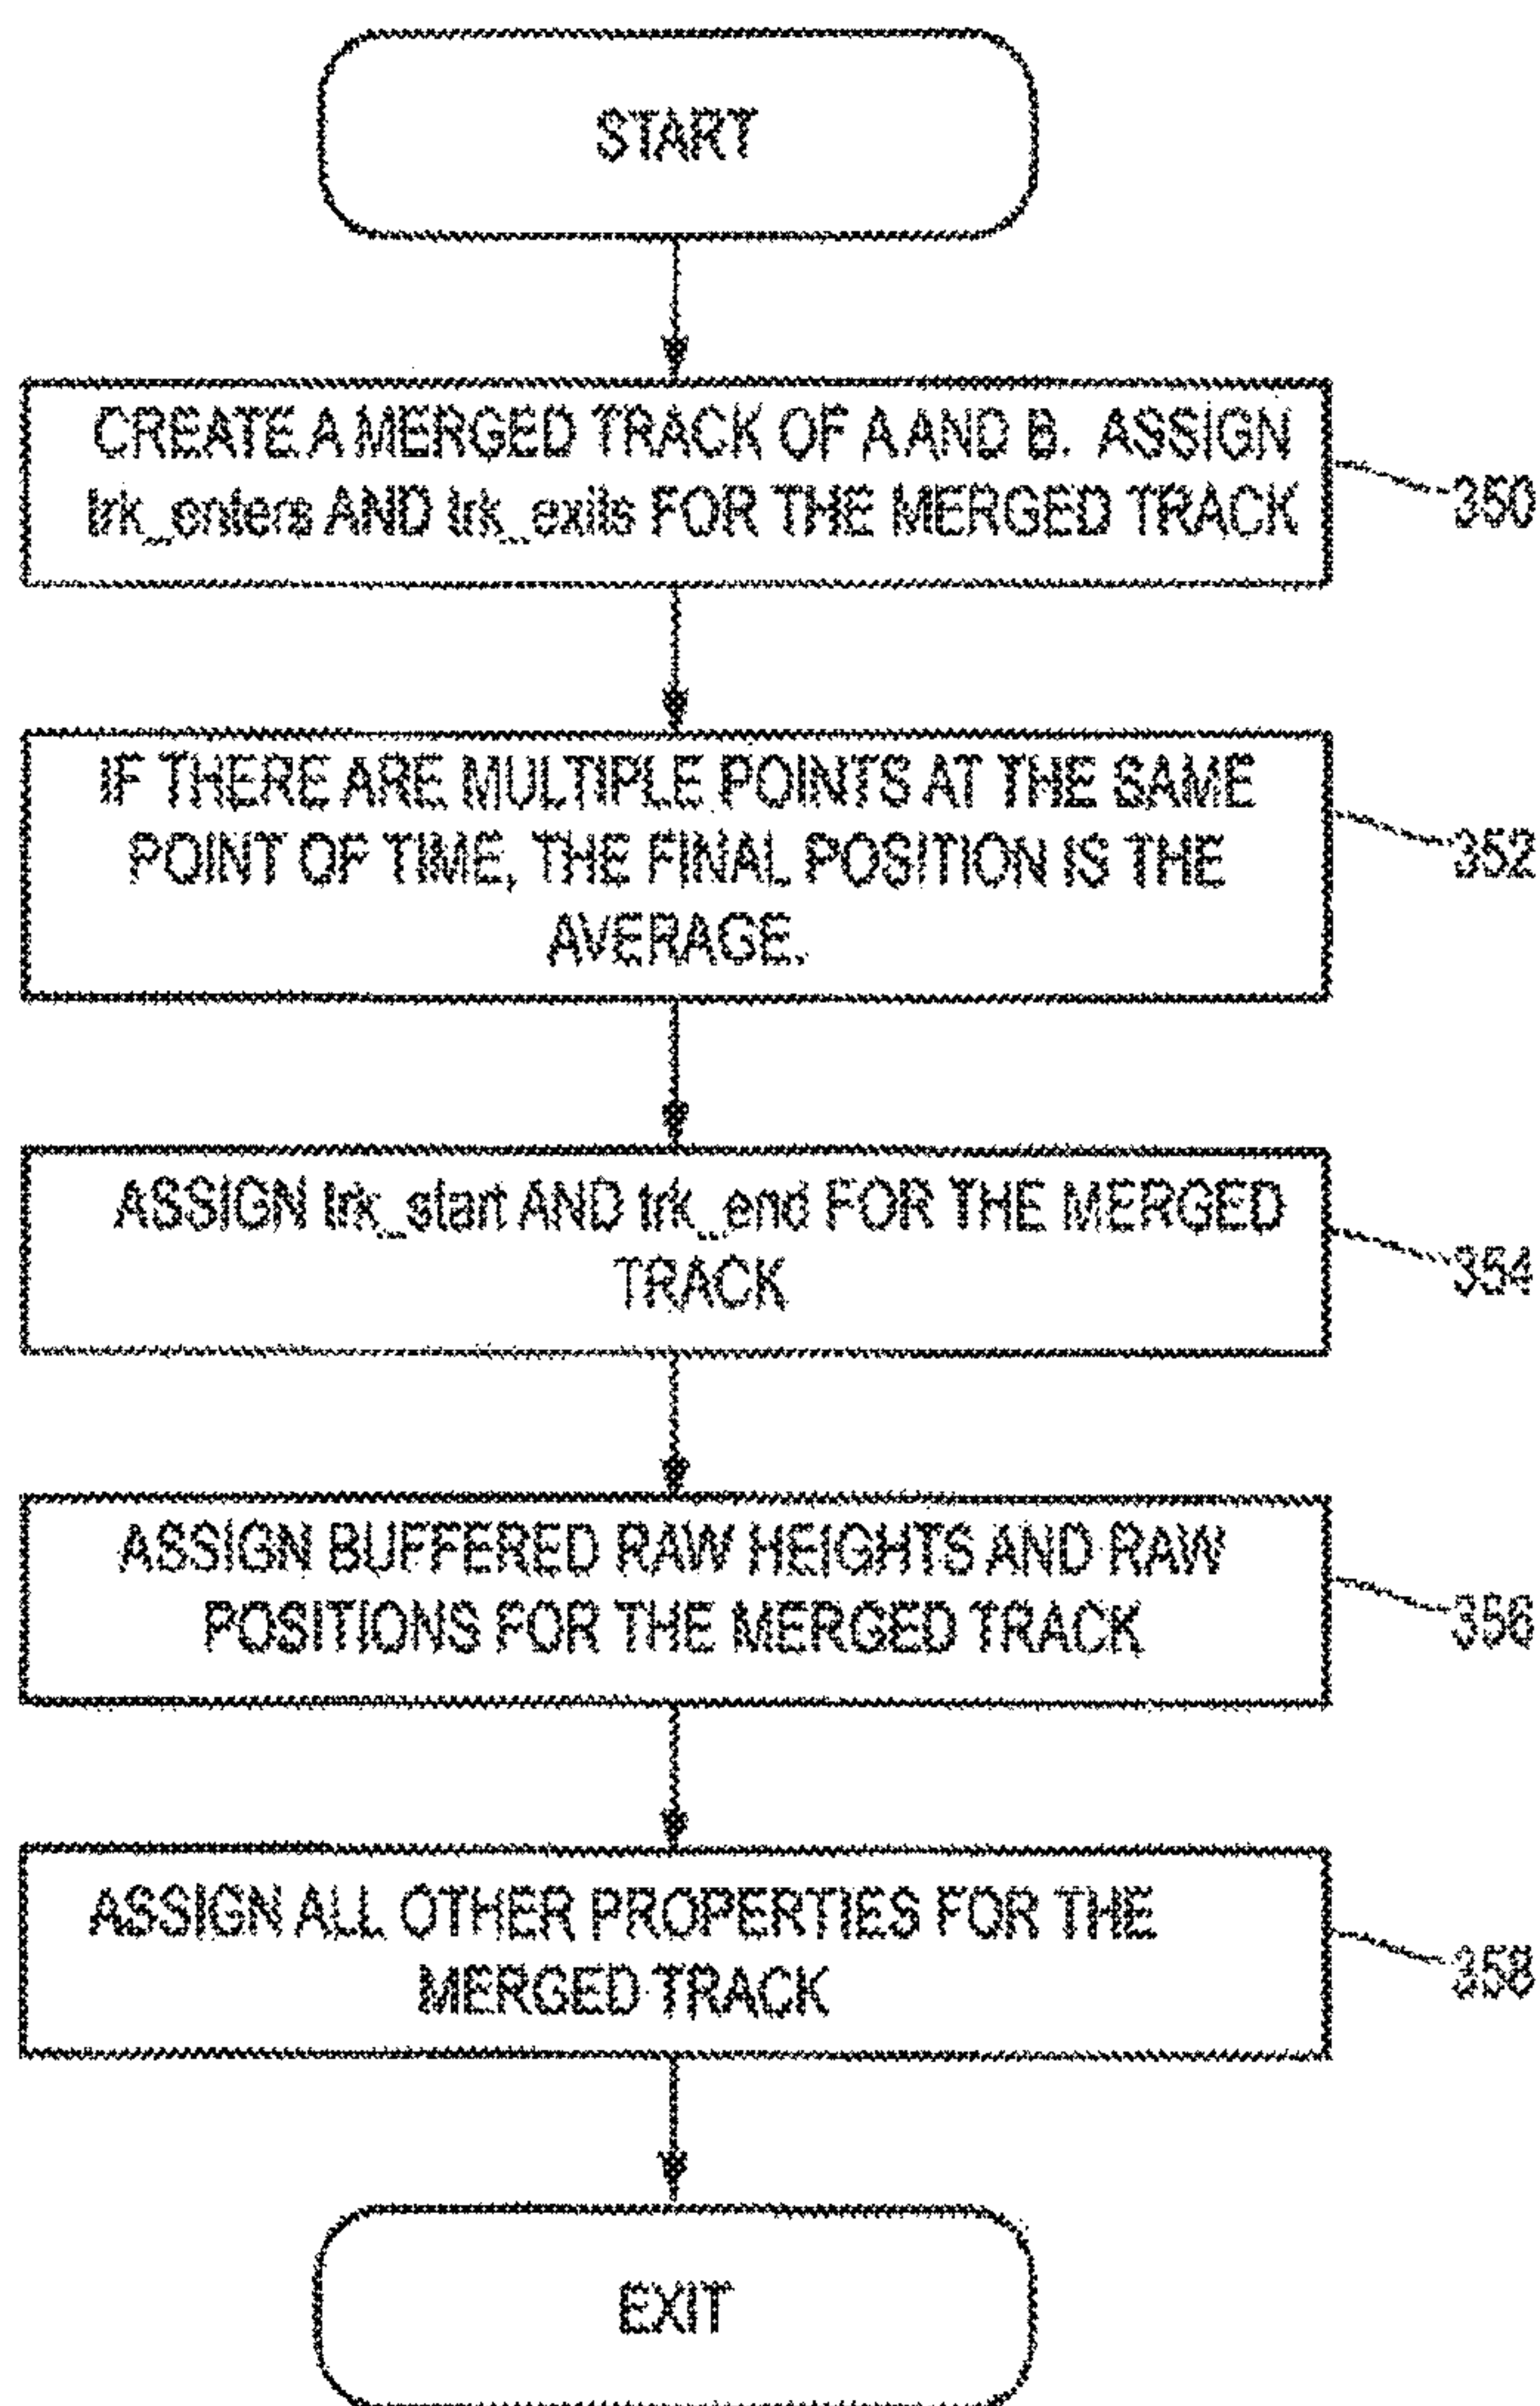 START
CREATE A MERGED TRACK OF A AND B. ASSIGN
trk_enters AND trk_exits FOR THE MERGED TRACK
350
IF THERE ARE MULTIPLE POINTS AT THE SAME
POINT OF TIME, THE FINAL POSITION IS THE
AVERAGE.
352
ASSIGN trk_start AND trk_end FOR THE MERGED
TRACK
354
ASSIGN BUFFERED RAW HEIGHTS AND RAW
POSITIONS FOR THE MERGED TRACK
356
ASSIGN ALL OTHER PROPERTIES FOR THE
MERGED TRACK
358
EXIT